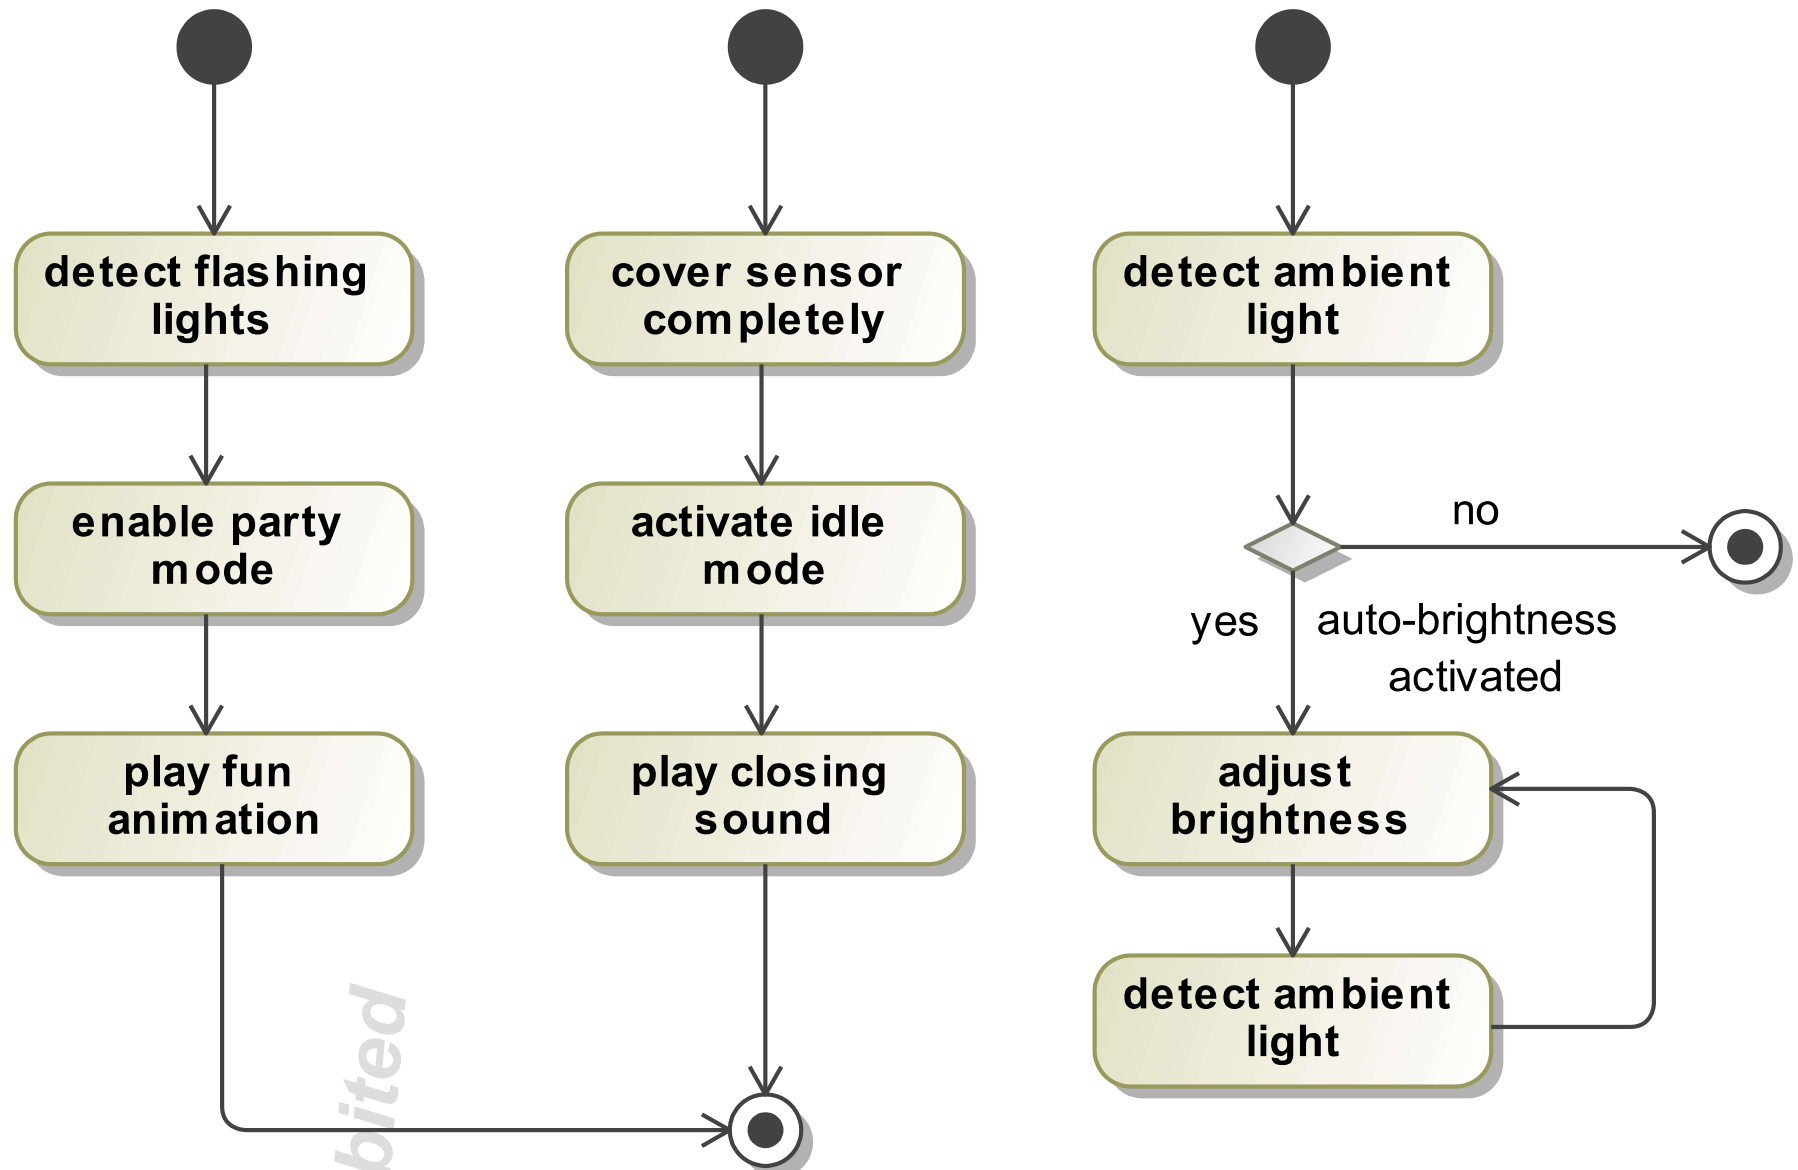 detect flashing
lights
enable party
mode
play fun
animation
cover sensor
completely
activate idle
mode
play closing
sound
detect ambient
light
no
yes
auto-brightness
activated
adjust
brightness
detect ambient
light
bited